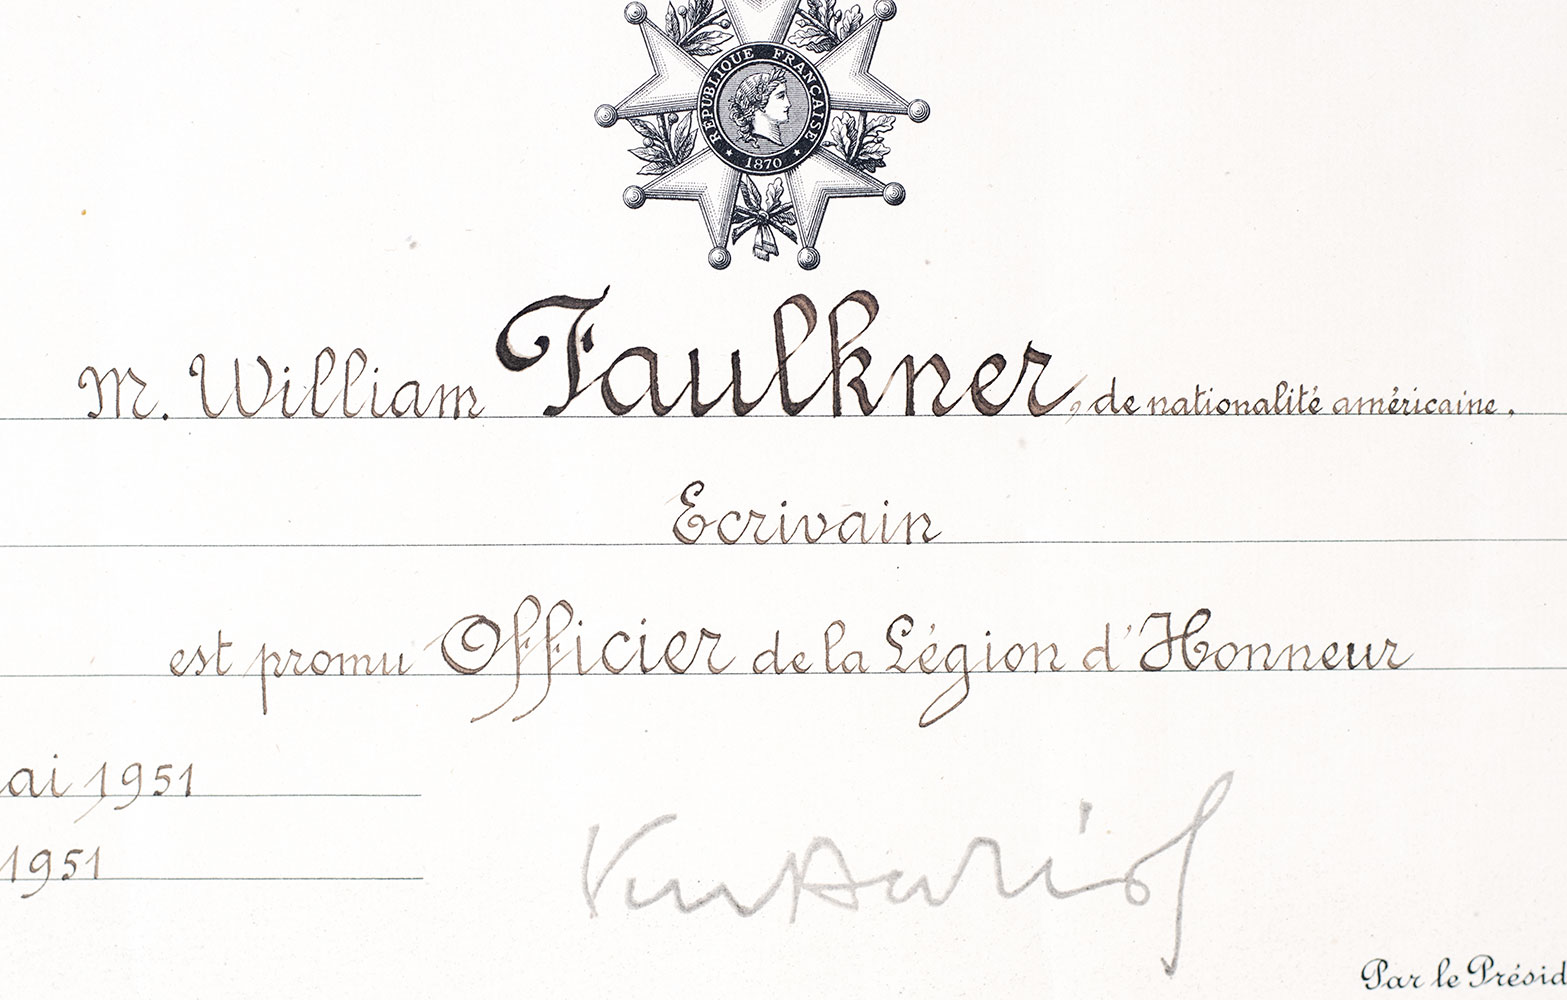 RÉPUBLIQUE FRANÇAISE
★ 1870 ★
M. William Faulkner, de nationalité américaine,
Ecrivain
est promu Officier de la Légion d'Honneur
ai 1951
1951
Par le Présid